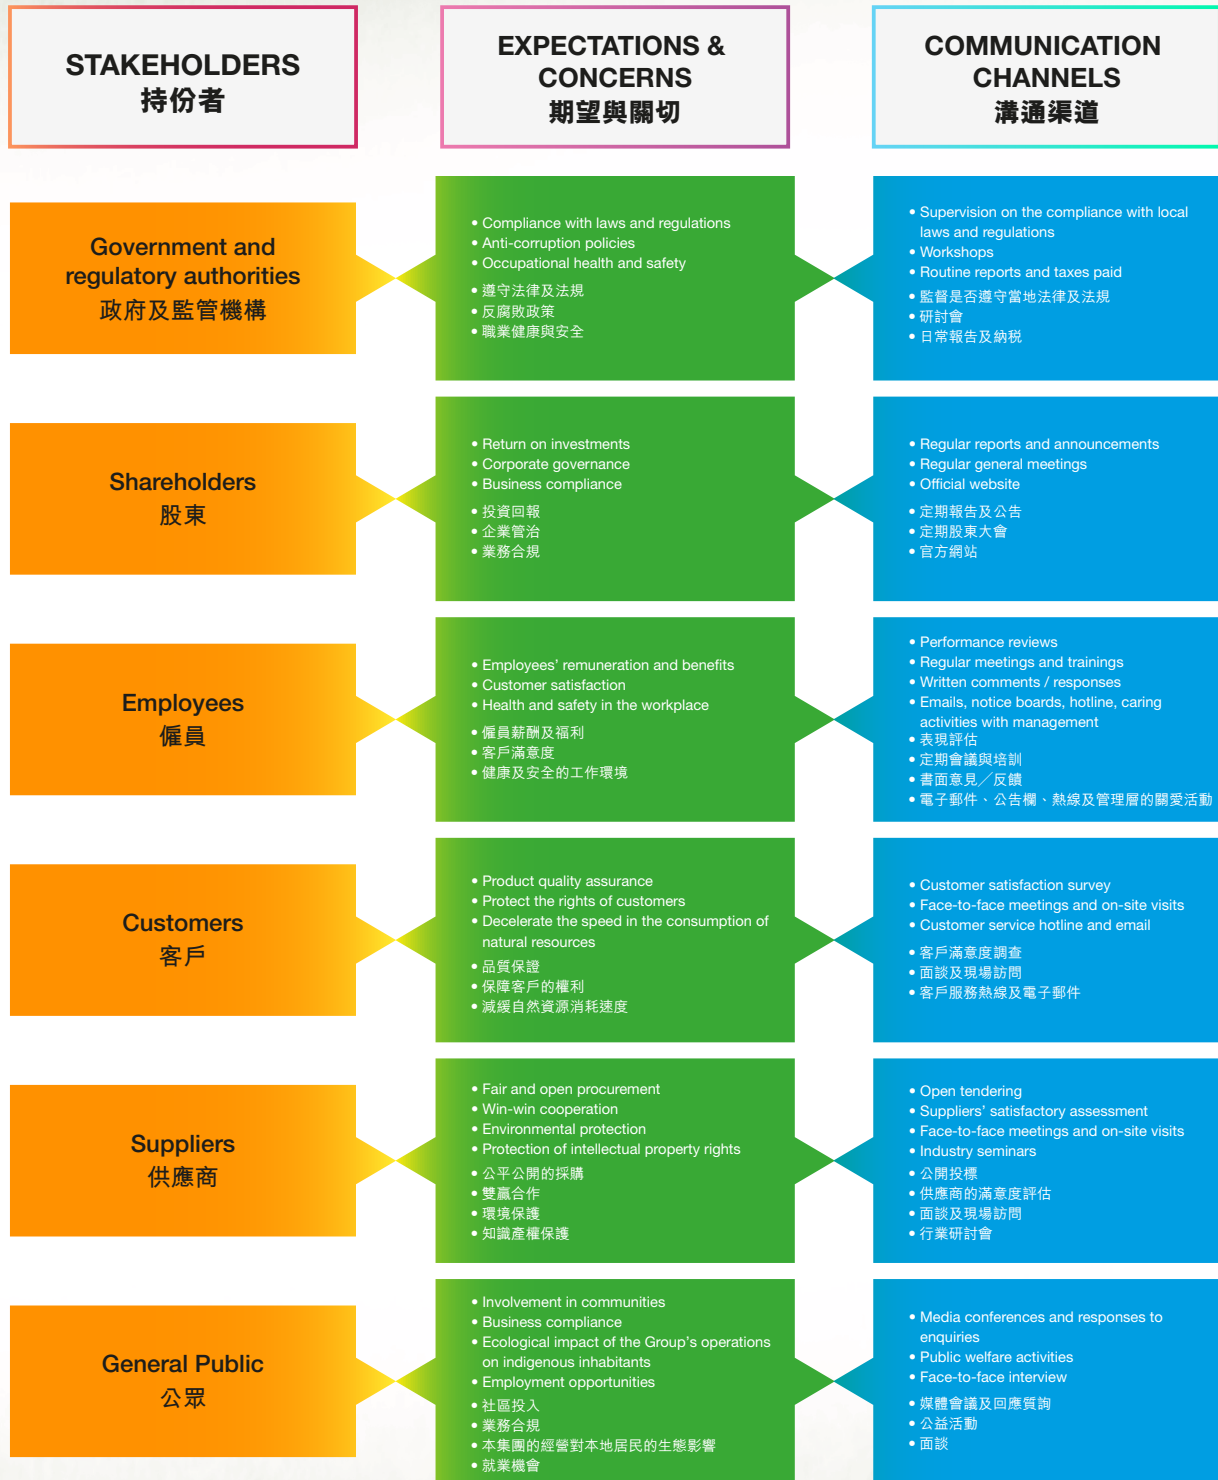 STAKEHOLDERS
持份者
EXPECTATIONS &
CONCERNS
期望與關切
COMMUNICATION
CHANNELS
溝通渠道
Government and
regulatory authorities
政府及監管機構
• Compliance with laws and regulations
• Anti-corruption policies
• Occupational health and safety
• 遵守法律及法規
• 反腐敗政策
• 職業健康與安全
• Supervision on the compliance with local
laws and regulations
• Workshops
• Routine reports and taxes paid
• 監督是否遵守當地法律及法規
• 研討會
• 日常報告及納税
Shareholders
股東
• Return on investments
• Corporate governance
• Business compliance
• 投資回報
• 企業管治
• 業務合規
• Regular reports and announcements
• Regular general meetings
• Official website
• 定期報告及公告
• 定期股東大會
• 官方網站
Employees
僱員
• Employees' remuneration and benefits
• Customer satisfaction
• Health and safety in the workplace
• 僱員薪酬及福利
• 客戶滿意度
• 健康及安全的工作環境
• Performance reviews
• Regular meetings and trainings
• Written comments / responses
• Emails, notice boards, hotline, caring
activities with management
• 表現評估
• 定期會議與培訓
• 書面意見╱反饋
• 電子郵件、公告欄、熱線及管理層的關愛活動
Customers
客戶
• Product quality assurance
• Protect the rights of customers
• Decelerate the speed in the consumption of
natural resources
• 品質保證
• 保障客戶的權利
• 減緩自然資源消耗速度
• Customer satisfaction survey
• Face-to-face meetings and on-site visits
• Customer service hotline and email
• 客戶滿意度調查
• 面談及現場訪問
• 客戶服務熱線及電子郵件
Suppliers
供應商
• Fair and open procurement
• Win-win cooperation
• Environmental protection
• Protection of intellectual property rights
• 公平公開的採購
• 雙贏合作
• 環境保護
• 知識產權保護
• Open tendering
• Suppliers' satisfactory assessment
• Face-to-face meetings and on-site visits
• Industry seminars
• 公開投標
• 供應商的滿意度評估
• 面談及現場訪問
• 行業研討會
General Public
公眾
• Involvement in communities
• Business compliance
• Ecological impact of the Group's operations
on indigenous inhabitants
• Employment opportunities
• 社區投入
• 業務合規
• 本集團的經營對本地居民的生態影響
• 就業機會
• Media conferences and responses to
enquiries
• Public welfare activities
• Face-to-face interview
• 媒體會議及回應質詢
• 公益活動
• 面談